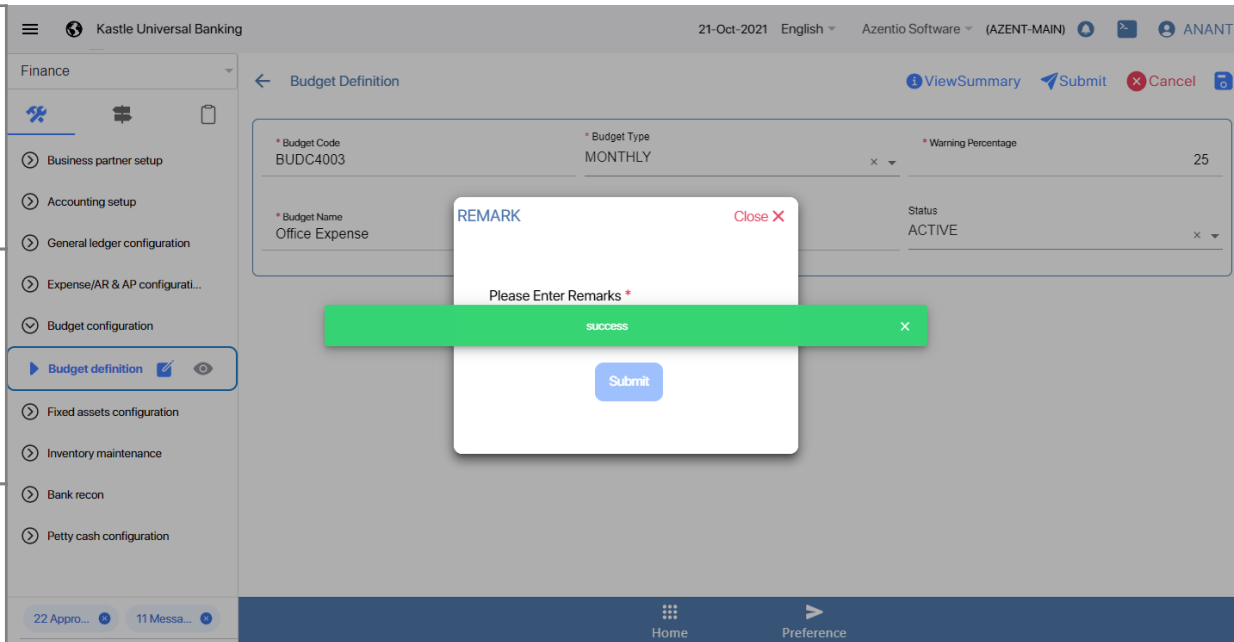 Kastle Universal Banking
21-Oct-2021 English Azentio Software (AZENT-MAIN) ANANT
Finance
Budget Definition
ViewSummary Submit Cancel
Business partner setup
Accounting setup
General ledger configuration
Expense/AR & AP configurati...
Budget configuration
Budget definition
Fixed assets configuration
Inventory maintenance
Bank recon
Petty cash configuration
22 Appro... 11 Messa...
* Budget Code
BUDC4003
* Budget Type
MONTHLY
* Warning Percentage
25
* Budget Name
Office Expense
Status
ACTIVE
REMARK
Close
Please Enter Remarks *
success
Submit
Home
Preference